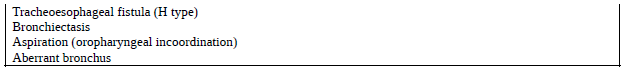 Tracheoesophageal fistula (H type)
Bronchiectasis
Aspiration (oropharyngeal incoordination)
Aberrant bronchus